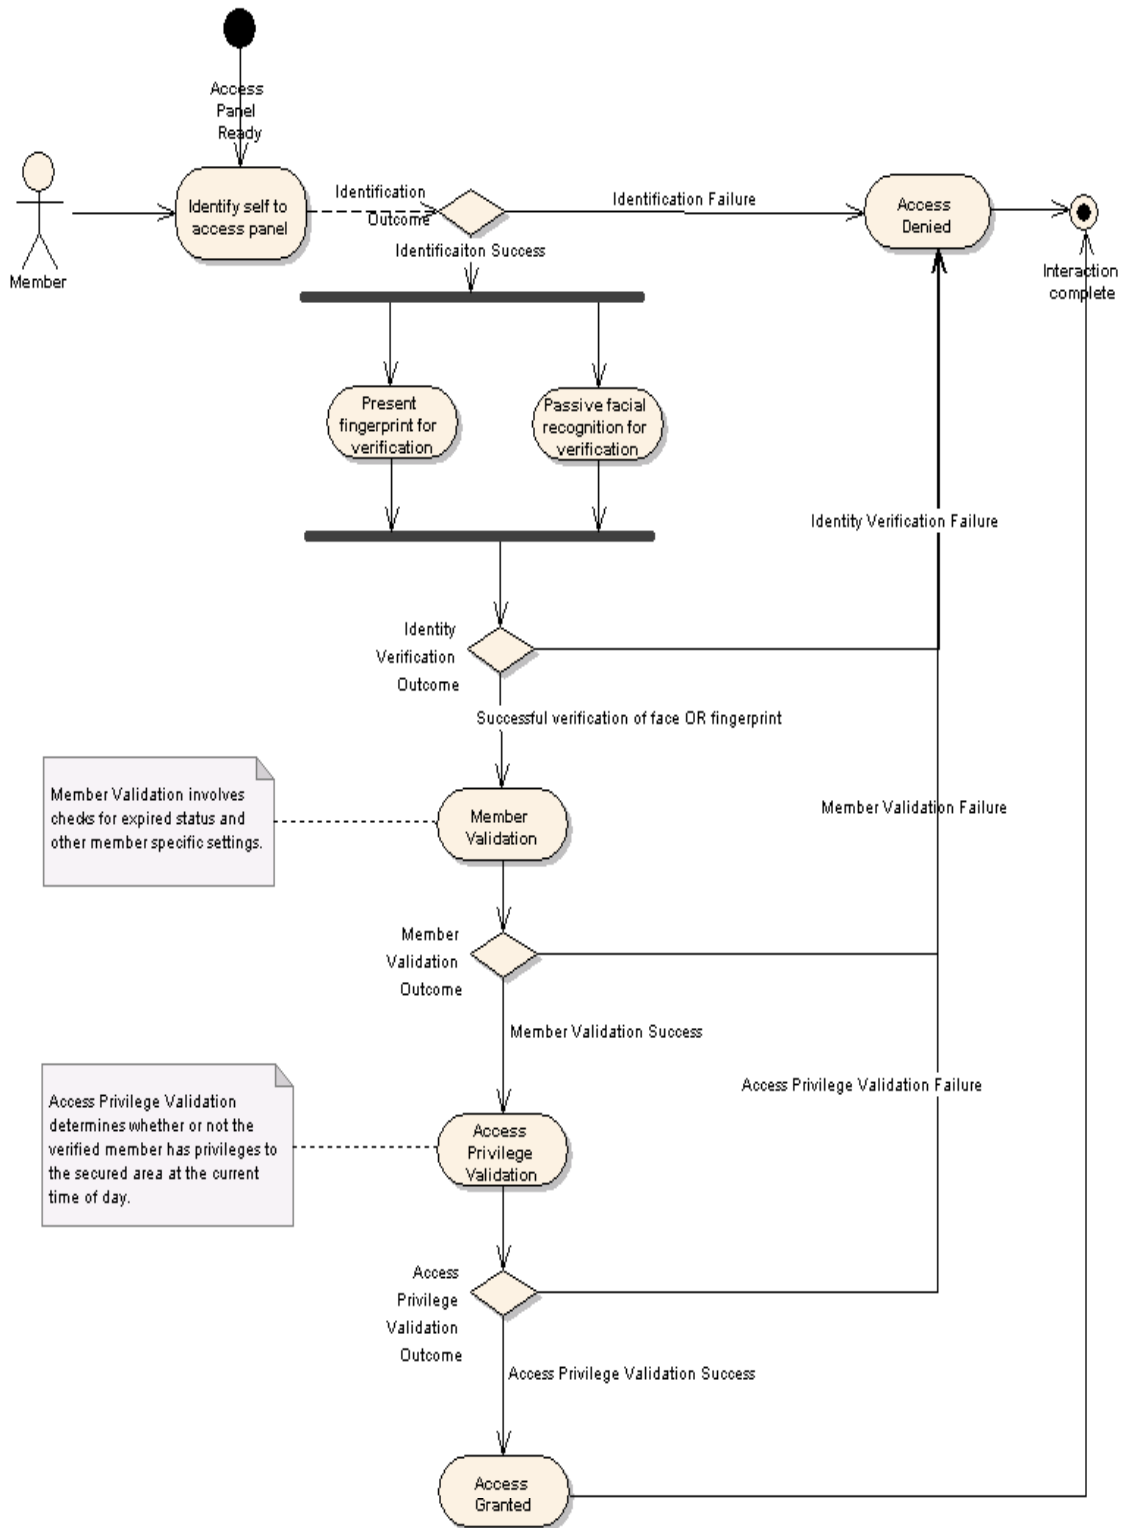 Access
Panel
Ready
Member
Identify self to
access panel
Identification
Outcome
Identification Failure
Access
Denied
Interaction
complete
Identificaiton Success
Present
fingerprint for
verification
Passive facial
recognition for
verification
Identity Verification Failure
Identity
Verification
Outcome
Successful verification of face OR fingerprint
Member Validation involves
checks for expired status and
other member specific settings.
Member
Validation
Member Validation Failure
Member
Validation
Outcome
Member Validation Success
Access Privilege Validation Failure
Access Privilege Validation
determines whether or not the
verified member has privileges to
the secured area at the current
time of day.
Access
Privilege
Validation
Access
Privilege
Validation
Outcome
Access Privilege Validation Success
Access
Granted